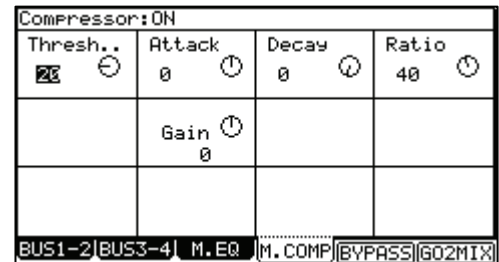 Compressor:ON
Thresh.. Attack Decay Ratio
20 0 0 40
Gain
0
BUS1-2 BUS3-4 M.EQ M.COMP BYPASS GO2MIX